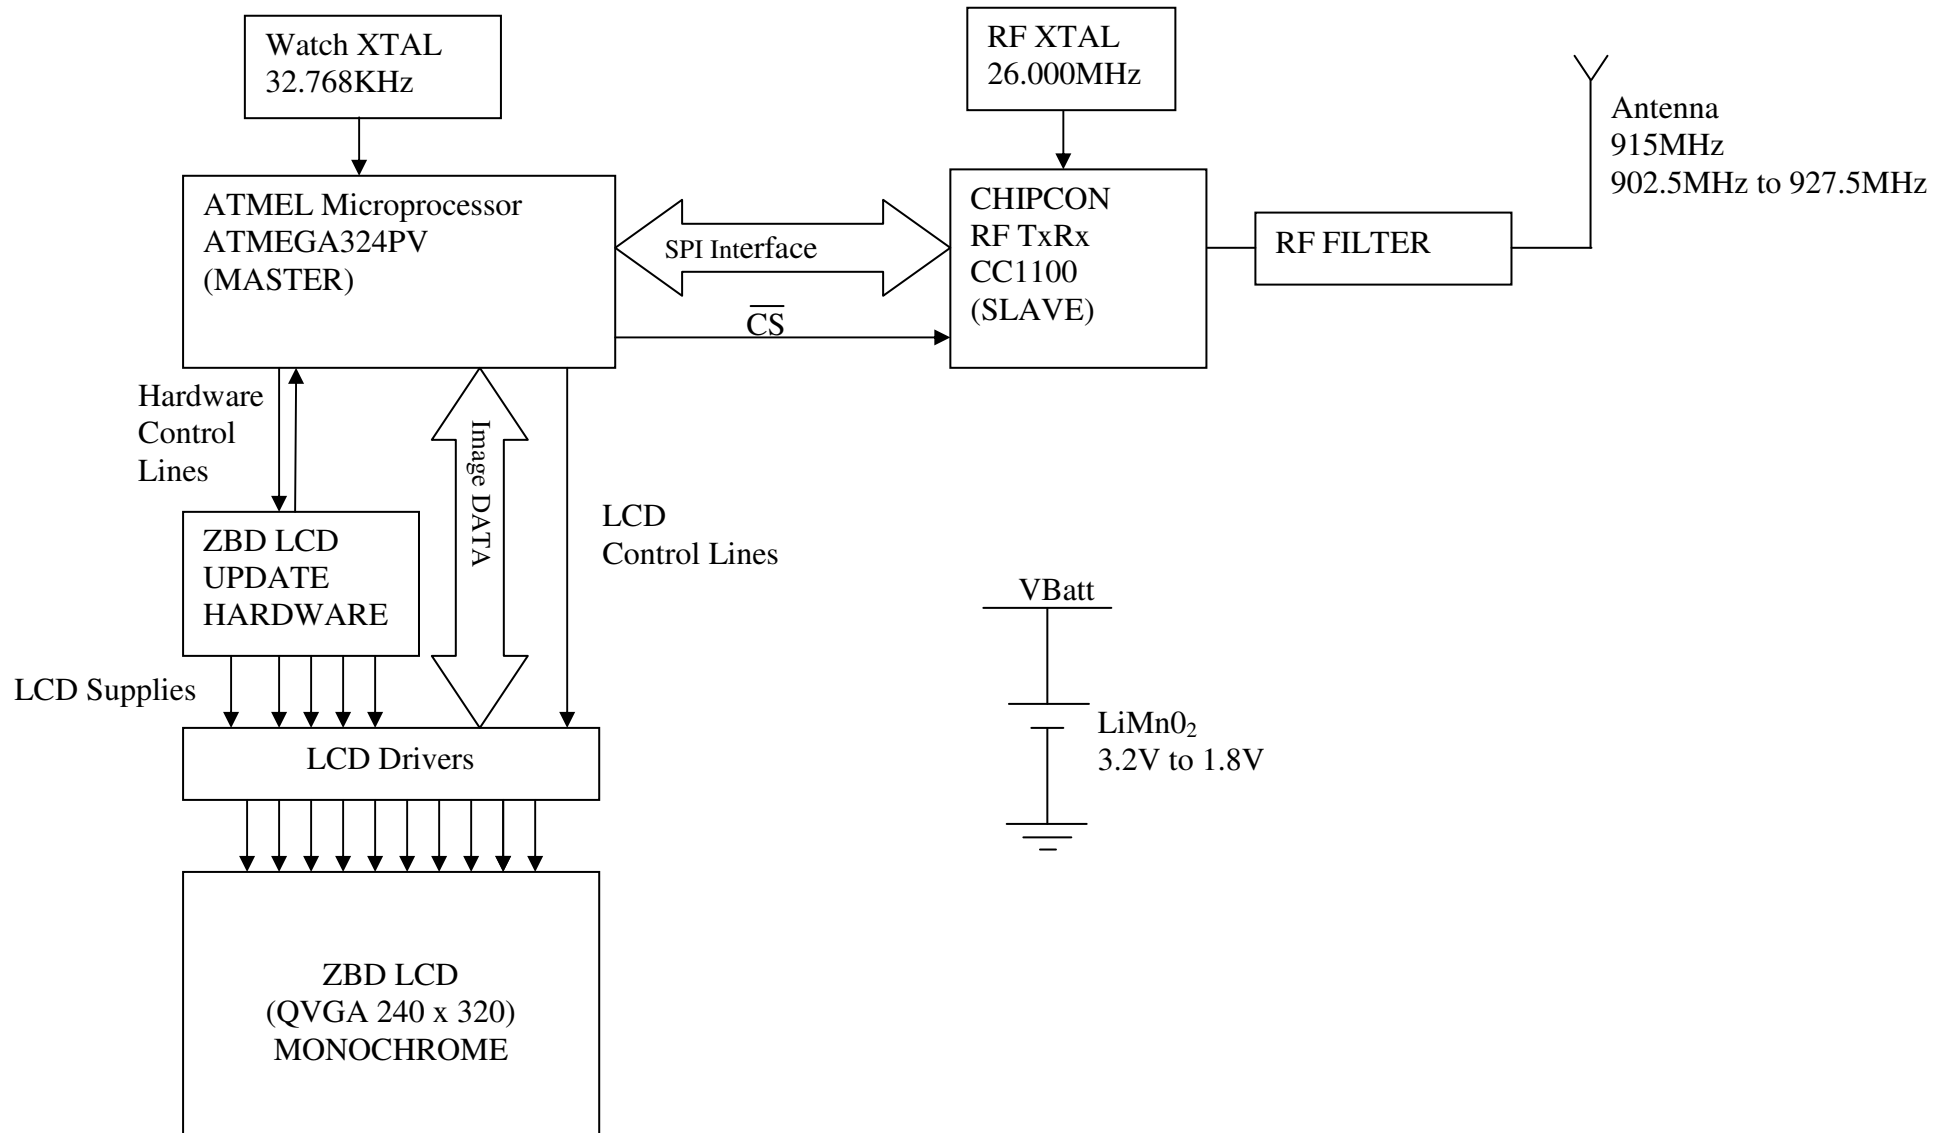 Watch XTAL
32.768KHz
RF XTAL
26.000MHz
Antenna
915MHz
902.5MHz to 927.5MHz
ATMEL Microprocessor
ATMEGA324PV
(MASTER)
SPI Interface
CHIPCON
RF TxRx
CC1100
(SLAVE)
RF FILTER
C̅S̅
Hardware
Control
Lines
Image DATA
LCD
Control Lines
ZBD LCD
UPDATE
HARDWARE
VBatt
LCD Supplies
LiMn0₂
3.2V to 1.8V
LCD Drivers
ZBD LCD
(QVGA 240 x 320)
MONOCHROME